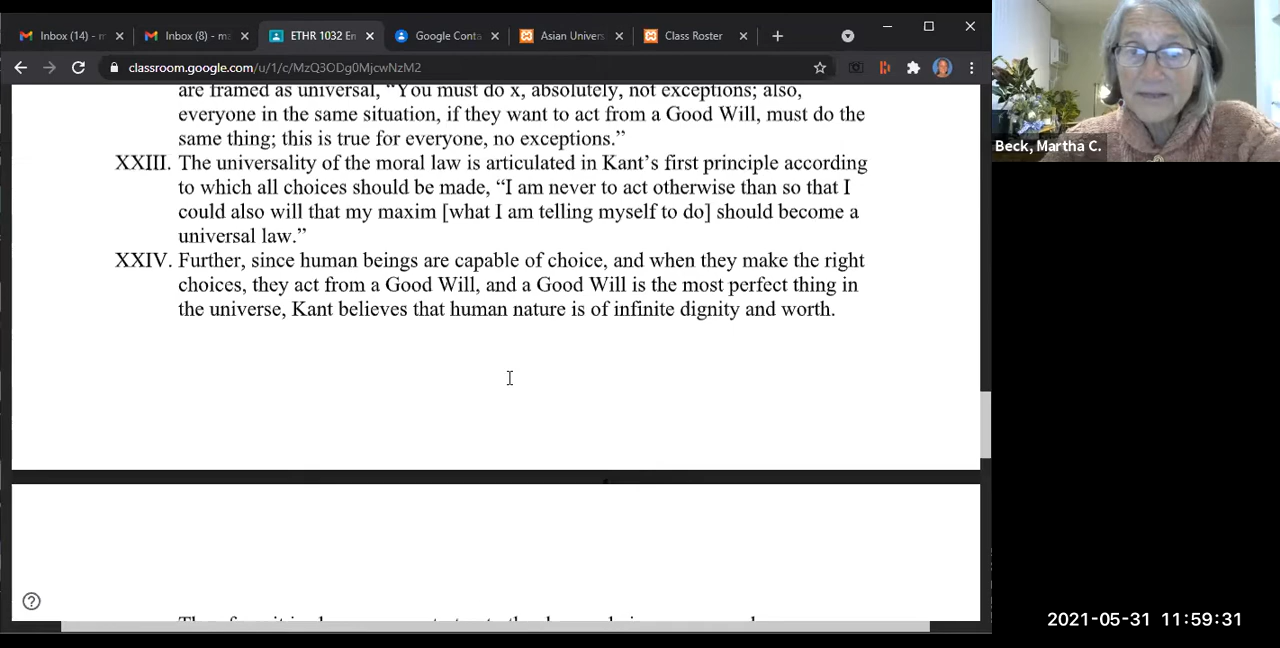 Inbox (14) - m
Inbox (8) - ma
ETHR 1032 En
Google Conta
Asian Univers
Class Roster
classroom.google.com/u/1/c/MzQ3ODg0MjcwNzM2
are framed as universal, “You must do x, absolutely, not exceptions; also,
everyone in the same situation, if they want to act from a Good Will, must do the
same thing; this is true for everyone, no exceptions.”
XXIII. The universality of the moral law is articulated in Kant’s first principle according
to which all choices should be made, “I am never to act otherwise than so that I
could also will that my maxim [what I am telling myself to do] should become a
universal law.”
XXIV. Further, since human beings are capable of choice, and when they make the right
choices, they act from a Good Will, and a Good Will is the most perfect thing in
the universe, Kant believes that human nature is of infinite dignity and worth.
Beck, Martha C.
2021-05-31 11:59:31